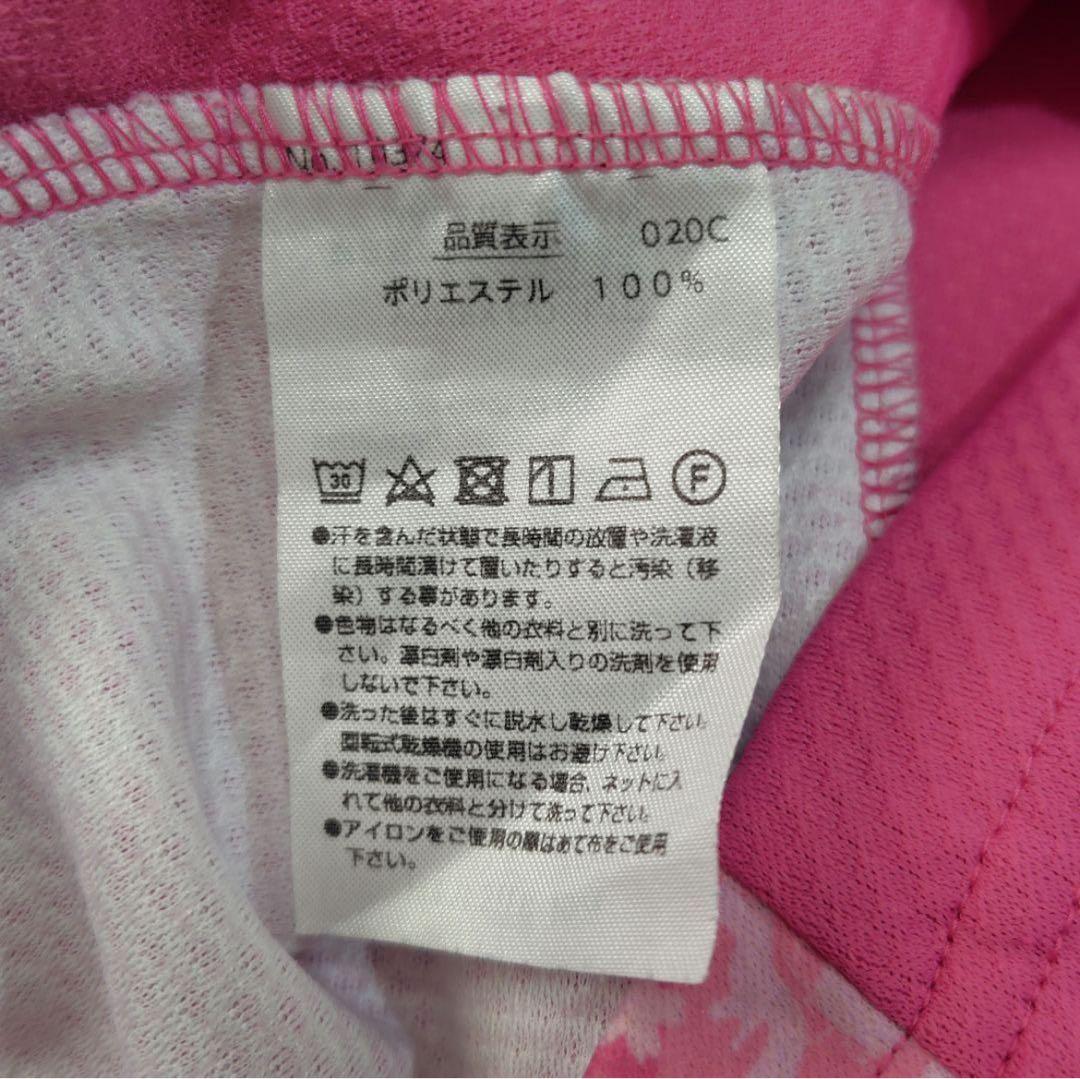 品質表示 020C
ポリエステル 100%
30 F
●汗を含んだ状態で長時間の放置や洗濯液
に長時間漬けて置いたりすると汚染(移
染)する事があります。
●色物はなるべく他の衣料と別に洗って下
さい。漂白剤や漂白剤入りの洗剤を使用
しないで下さい。
●洗った後はすぐに脱水し乾燥して下さい。
回転式乾燥機の使用はお避け下さい。
●洗濯機をご使用になる場合、ネットに入
れて他の衣料と分けて洗って下さい。
●アイロンをご使用の際はあて布をご使用
下さい。